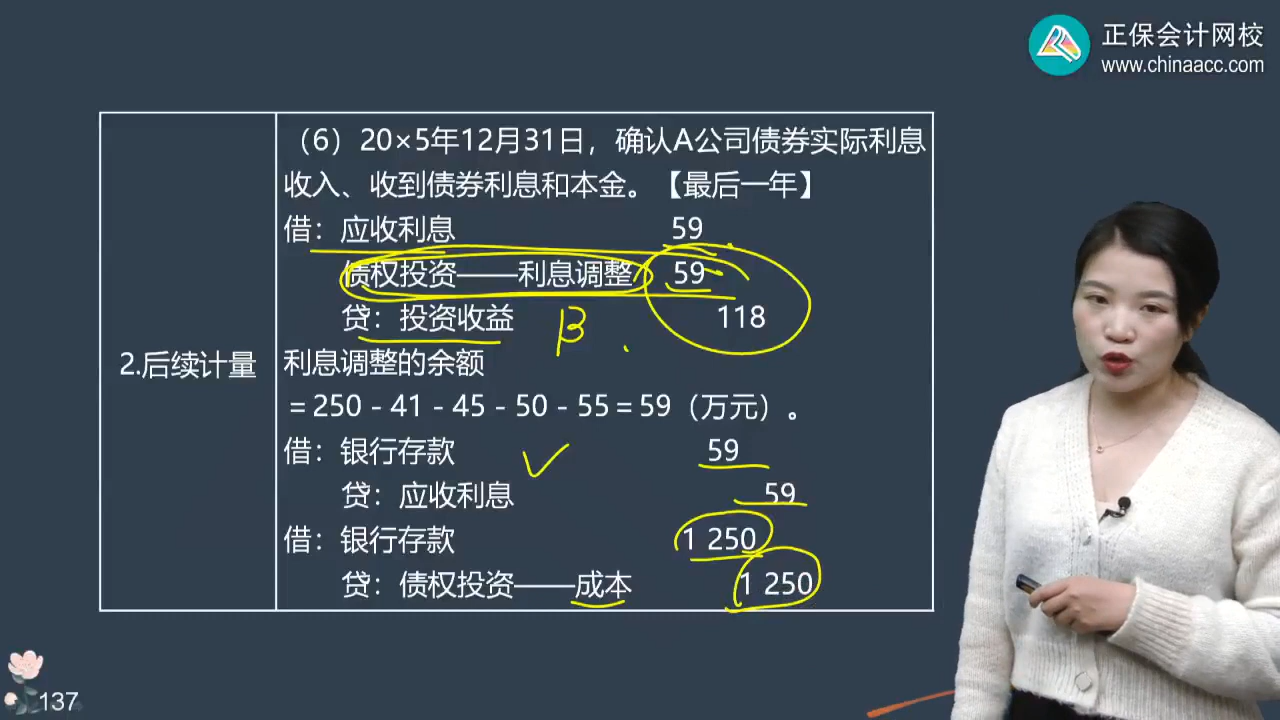 正保会计网校
www.chinaacc.com
（6）20×5年12月31日，确认A公司债券实际利息
收入、收到债券利息和本金。【最后一年】
借：应收利息 59
债权投资——利息调整 59
贷：投资收益 118
β
2.后续计量
利息调整的余额
＝250－41－45－50－55＝59（万元）。
借：银行存款 59
贷：应收利息 59
借：银行存款 1 250
贷：债权投资——成本 1 250
137